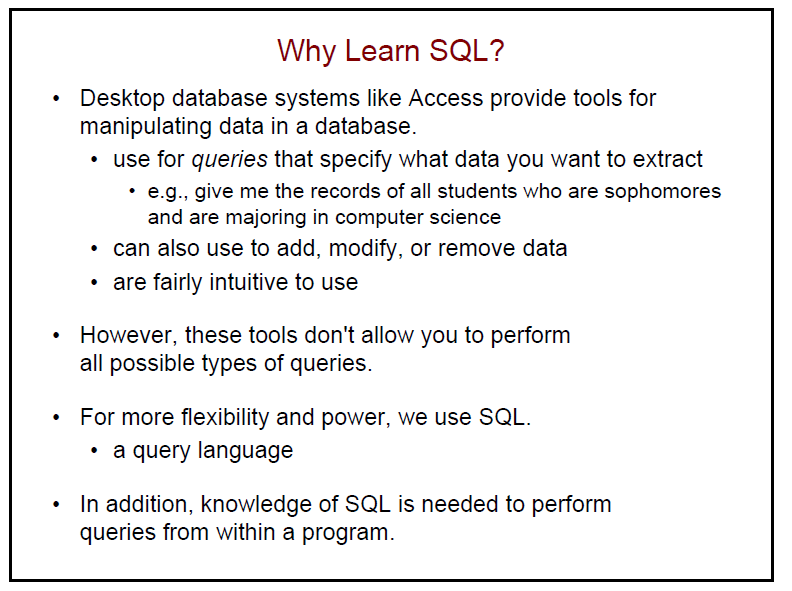 Why Learn SQL?
• Desktop database systems like Access provide tools for
manipulating data in a database.
• use for queries that specify what data you want to extract
• e.g., give me the records of all students who are sophomores
and are majoring in computer science
• can also use to add, modify, or remove data
• are fairly intuitive to use
• However, these tools don't allow you to perform
all possible types of queries.
• For more flexibility and power, we use SQL.
• a query language
• In addition, knowledge of SQL is needed to perform
queries from within a program.